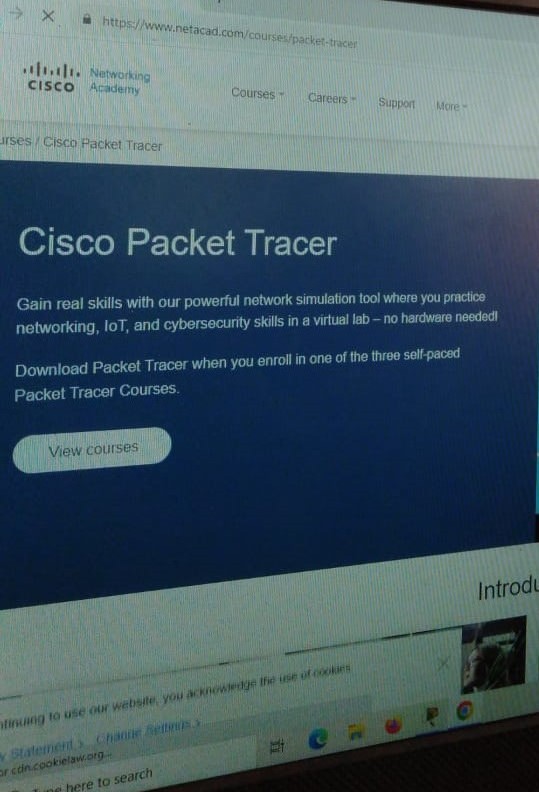 https://www.netacad.com/courses/packet-tracer
CISCO Networking Academy
Courses Careers Support More
urses / Cisco Packet Tracer
Cisco Packet Tracer
Gain real skills with our powerful network simulation tool where you practice
networking, IoT, and cybersecurity skills in a virtual lab – no hardware needed!
Download Packet Tracer when you enroll in one of the three self-paced
Packet Tracer Courses.
View courses
Introdu
ntinuing to use our website, you acknowledge the use of cookies
y Statement > Change Settings >
or cdn.cookielaw.org...
here to search